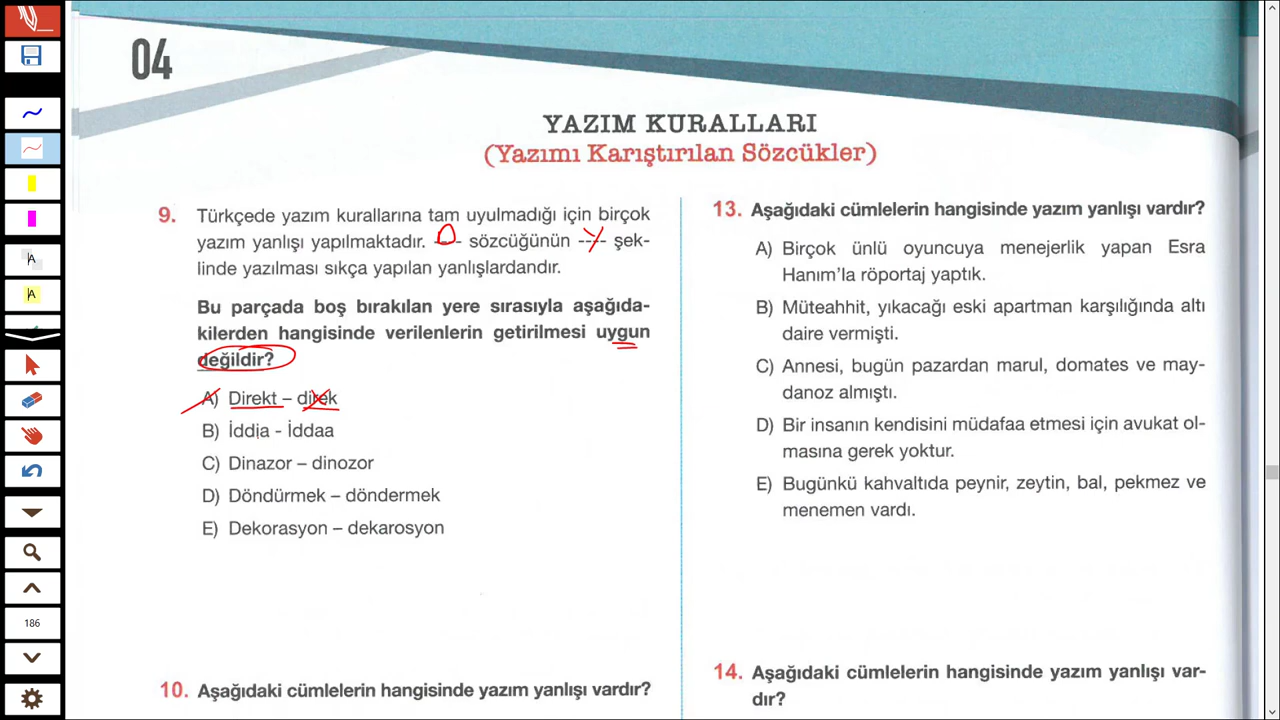 04
YAZIM KURALLARI
(Yazımı Karıştırılan Sözcükler)
9. Türkçede yazım kurallarına tam uyulmadığı için birçok
yazım yanlışı yapılmaktadır. ---- sözcüğünün ---- şek-
linde yazılması sıkça yapılan yanlışlardandır.
Bu parçada boş bırakılan yere sırasıyla aşağıda-
kilerden hangisinde verilenlerin getirilmesi uygun
değildir?
A) Direkt – direk
B) İddia - İddaa
C) Dinazor – dinozor
D) Döndürmek – döndermek
E) Dekorasyon – dekarosyon
10. Aşağıdaki cümlelerin hangisinde yazım yanlışı vardır?
13. Aşağıdaki cümlelerin hangisinde yazım yanlışı vardır?
A) Birçok ünlü oyuncuya menejerlik yapan Esra
Hanım’la röportaj yaptık.
B) Müteahhit, yıkacağı eski apartman karşılığında altı
daire vermişti.
C) Annesi, bugün pazardan marul, domates ve may-
danoz almıştı.
D) Bir insanın kendisini müdafaa etmesi için avukat ol-
masına gerek yoktur.
E) Bugünkü kahvaltıda peynir, zeytin, bal, pekmez ve
menemen vardı.
14. Aşağıdaki cümlelerin hangisinde yazım yanlışı var-
dır?
A
A
186
D
Y